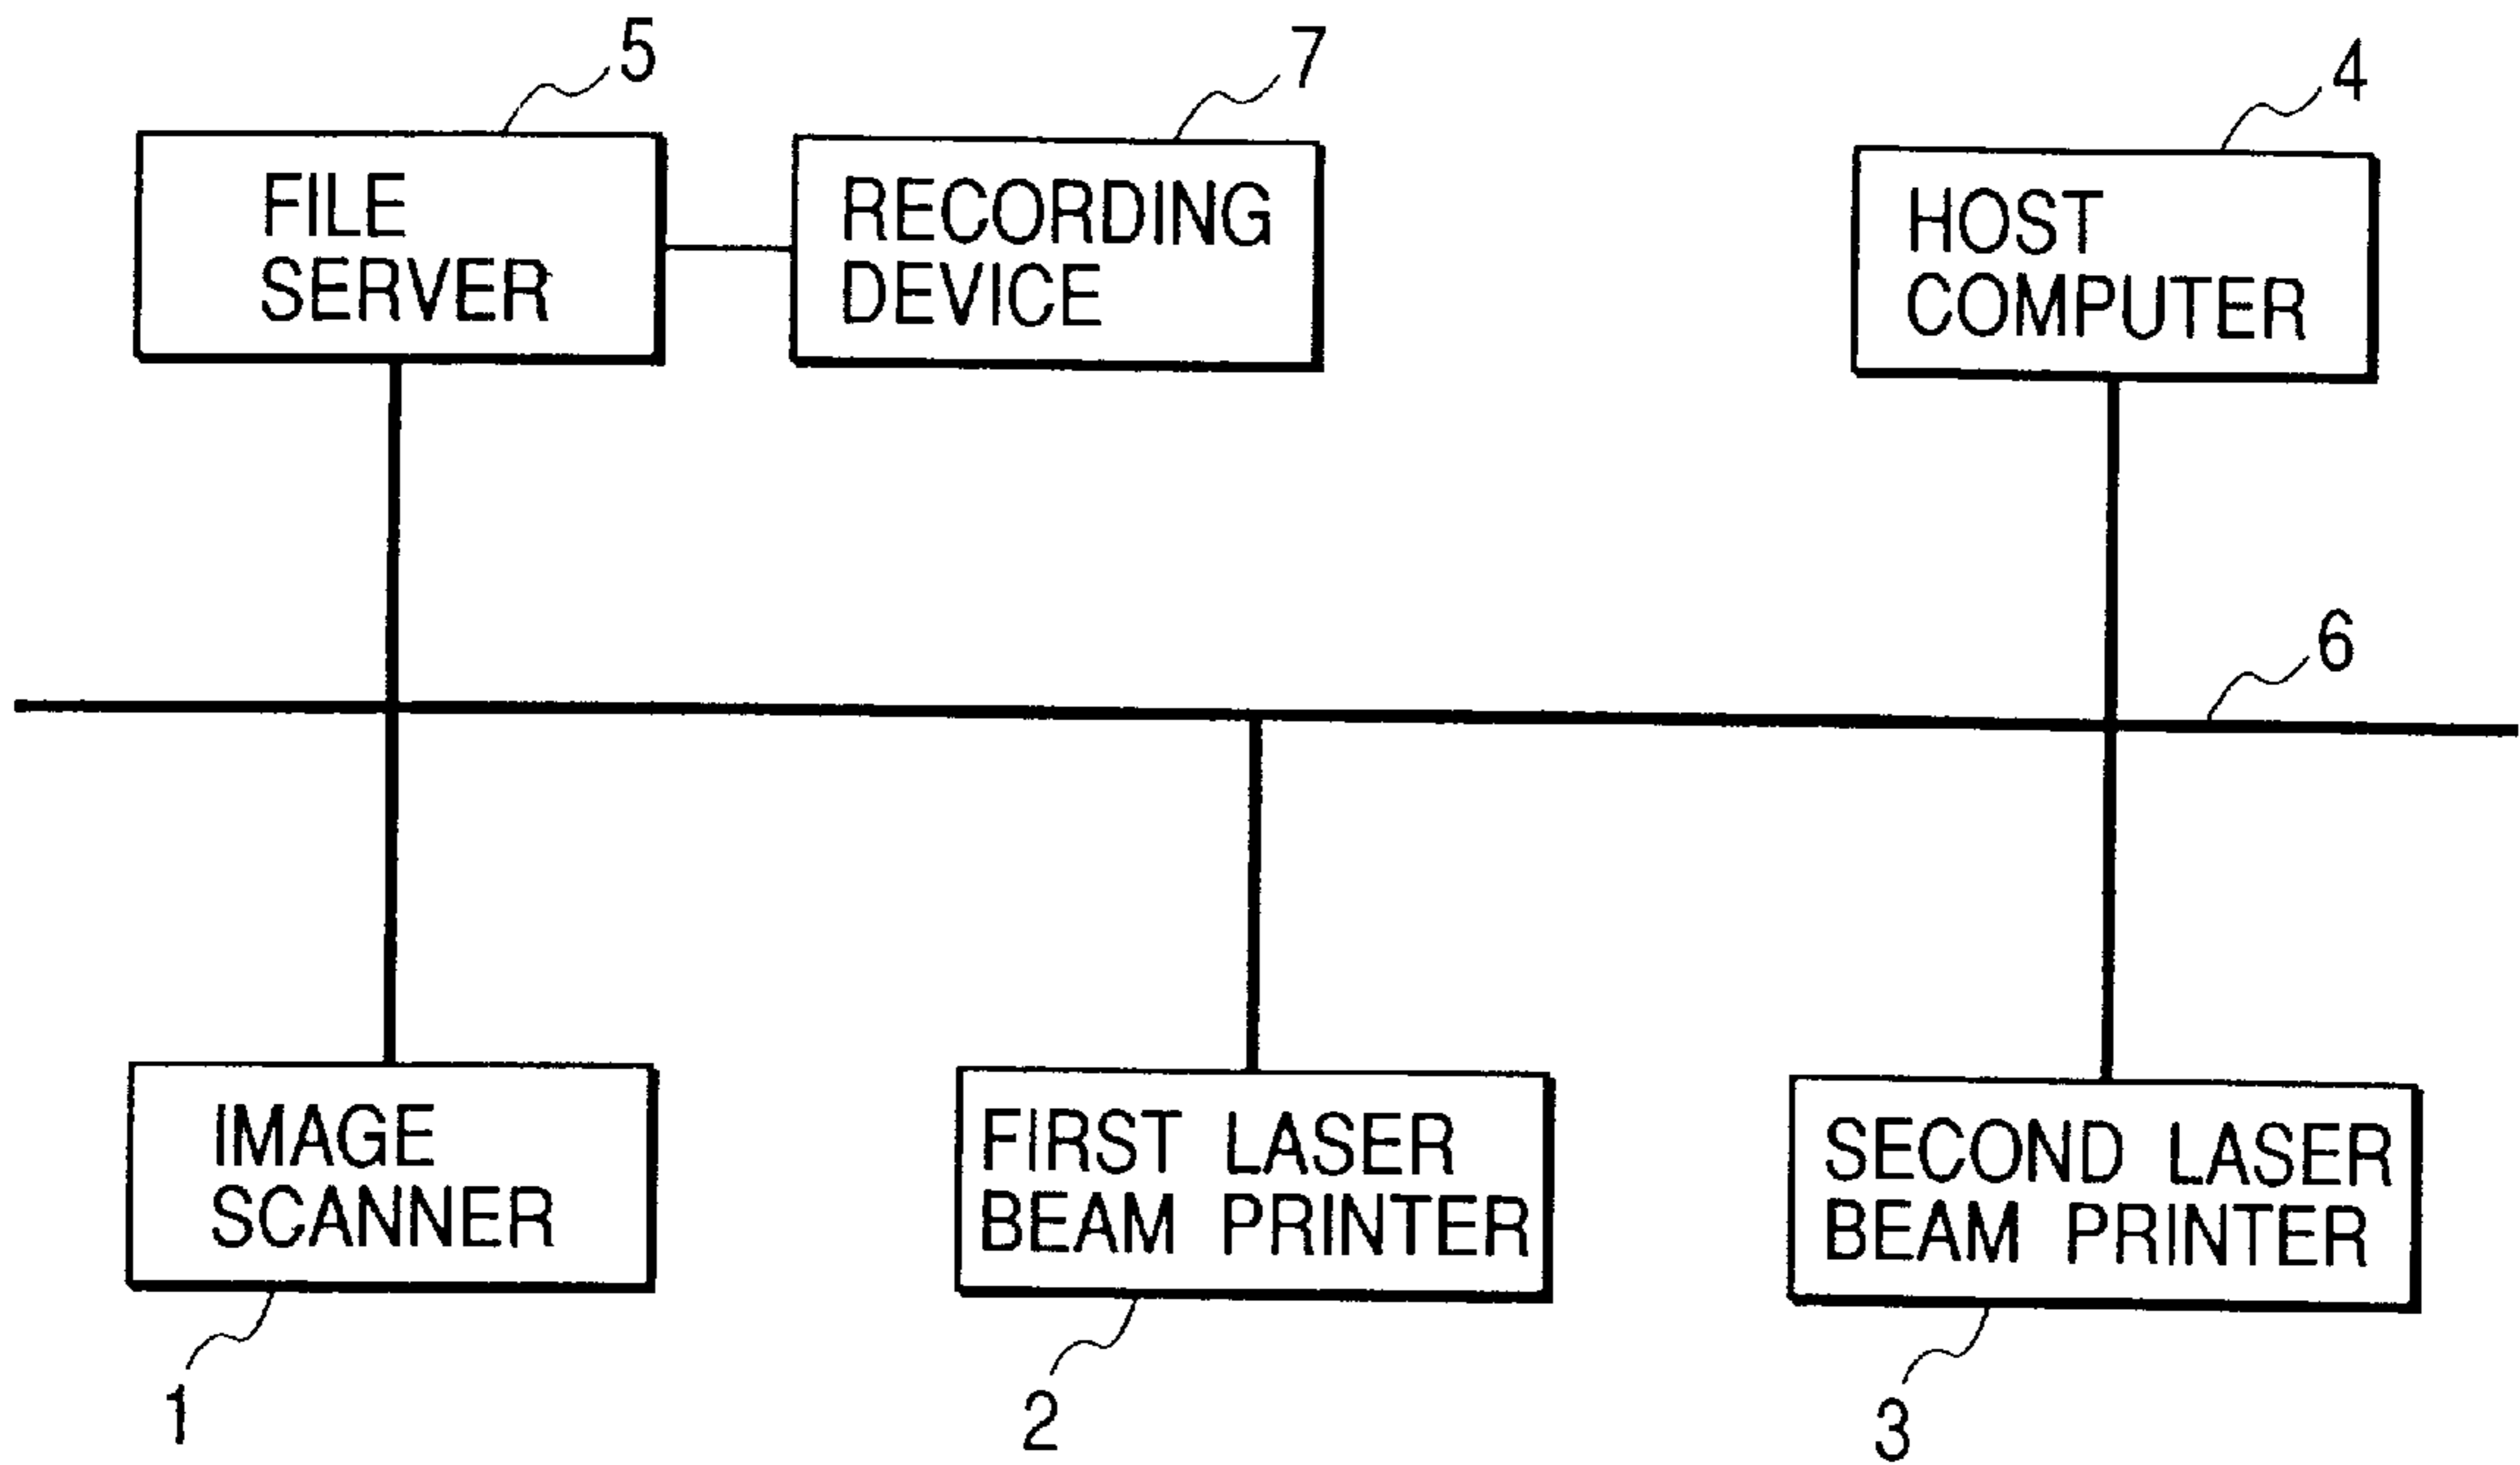 5
7
4
FILE
SERVER
RECORDING
DEVICE
HOST
COMPUTER
6
IMAGE
SCANNER
FIRST LASER
BEAM PRINTER
SECOND LASER
BEAM PRINTER
1
2
3